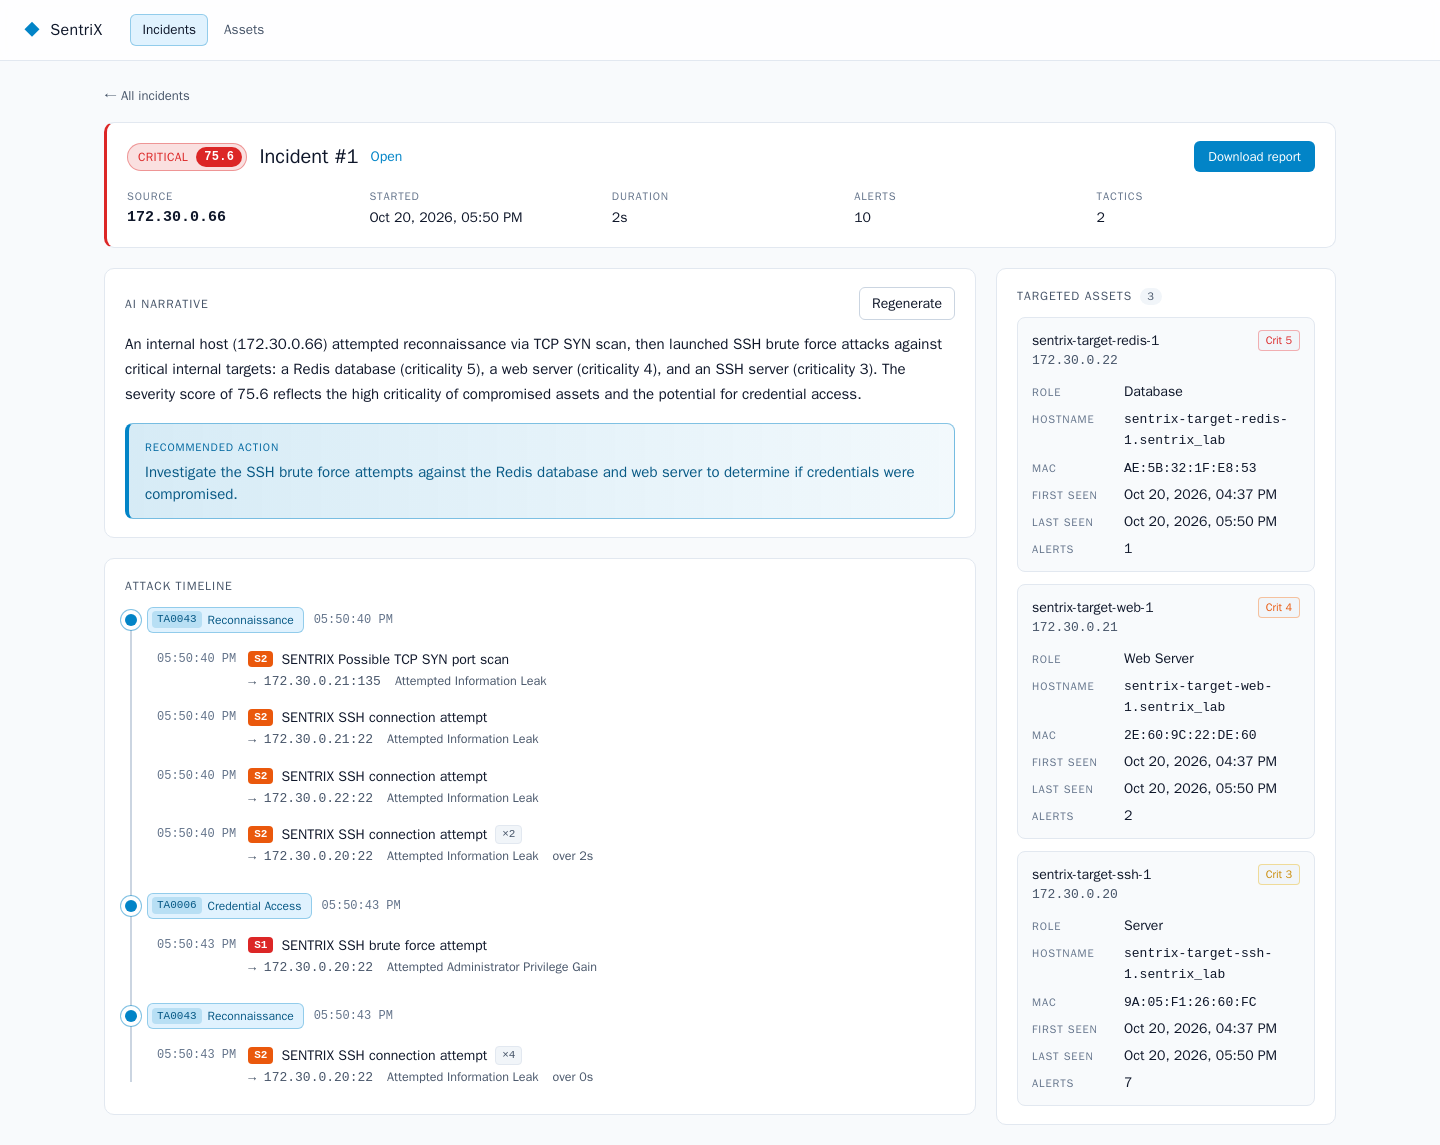 SentriX
Incidents
Assets
← All incidents
CRITICAL 75.6 Incident #1 Open
Download report
SOURCE
172.30.0.66
STARTED
Oct 20, 2026, 05:50 PM
DURATION
2s
ALERTS
10
TACTICS
2
AI NARRATIVE
Regenerate
An internal host (172.30.0.66) attempted reconnaissance via TCP SYN scan, then launched SSH brute force attacks against
critical internal targets: a Redis database (criticality 5), a web server (criticality 4), and an SSH server (criticality 3). The
severity score of 75.6 reflects the high criticality of compromised assets and the potential for credential access.
RECOMMENDED ACTION
Investigate the SSH brute force attempts against the Redis database and web server to determine if credentials were
compromised.
ATTACK TIMELINE
TA0043 Reconnaissance 05:50:40 PM
05:50:40 PM S2 SENTRIX Possible TCP SYN port scan
→ 172.30.0.21:135 Attempted Information Leak
05:50:40 PM S2 SENTRIX SSH connection attempt
→ 172.30.0.21:22 Attempted Information Leak
05:50:40 PM S2 SENTRIX SSH connection attempt
→ 172.30.0.22:22 Attempted Information Leak
05:50:40 PM S2 SENTRIX SSH connection attempt ×2
→ 172.30.0.20:22 Attempted Information Leak over 2s
TA0006 Credential Access 05:50:43 PM
05:50:43 PM S1 SENTRIX SSH brute force attempt
→ 172.30.0.20:22 Attempted Administrator Privilege Gain
TA0043 Reconnaissance 05:50:43 PM
05:50:43 PM S2 SENTRIX SSH connection attempt ×4
→ 172.30.0.20:22 Attempted Information Leak over 0s
TARGETED ASSETS 3
sentrix-target-redis-1 Crit 5
172.30.0.22
ROLE Database
HOSTNAME sentrix-target-redis-
1.sentrix_lab
MAC AE:5B:32:1F:E8:53
FIRST SEEN Oct 20, 2026, 04:37 PM
LAST SEEN Oct 20, 2026, 05:50 PM
ALERTS 1
sentrix-target-web-1 Crit 4
172.30.0.21
ROLE Web Server
HOSTNAME sentrix-target-web-
1.sentrix_lab
MAC 2E:60:9C:22:DE:60
FIRST SEEN Oct 20, 2026, 04:37 PM
LAST SEEN Oct 20, 2026, 05:50 PM
ALERTS 2
sentrix-target-ssh-1 Crit 3
172.30.0.20
ROLE Server
HOSTNAME sentrix-target-ssh-
1.sentrix_lab
MAC 9A:05:F1:26:60:FC
FIRST SEEN Oct 20, 2026, 04:37 PM
LAST SEEN Oct 20, 2026, 05:50 PM
ALERTS 7